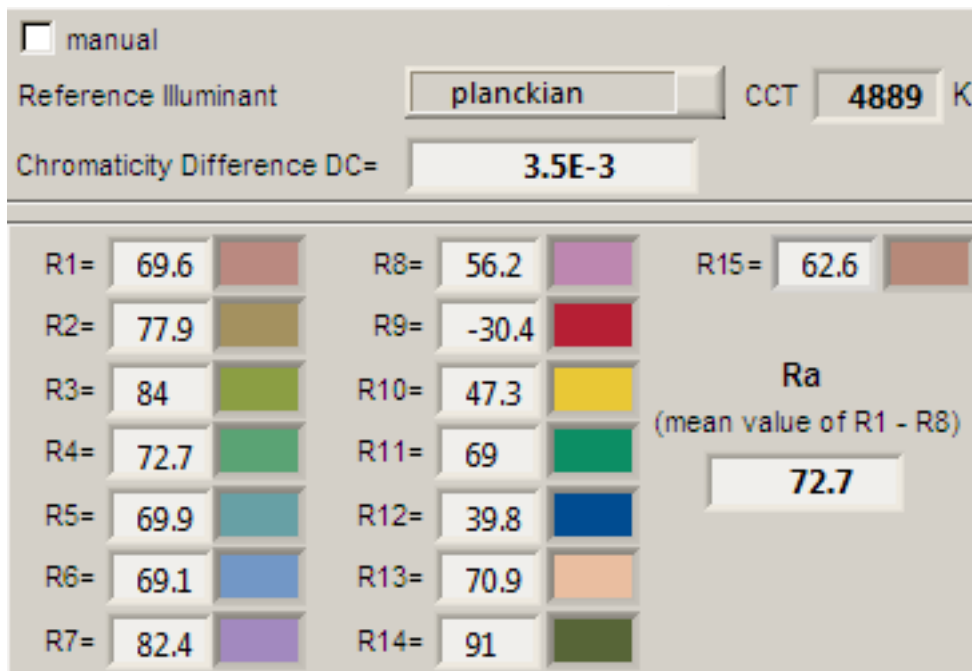 manual
Reference Illuminant planckian CCT 4889 K
Chromaticity Difference DC= 3.5E-3
R1= 69.6 R8= 56.2 R15= 62.6
R2= 77.9 R9= -30.4
R3= 84 R10= 47.3 Ra
R4= 72.7 R11= 69 (mean value of R1 - R8)
R5= 69.9 R12= 39.8 72.7
R6= 69.1 R13= 70.9
R7= 82.4 R14= 91